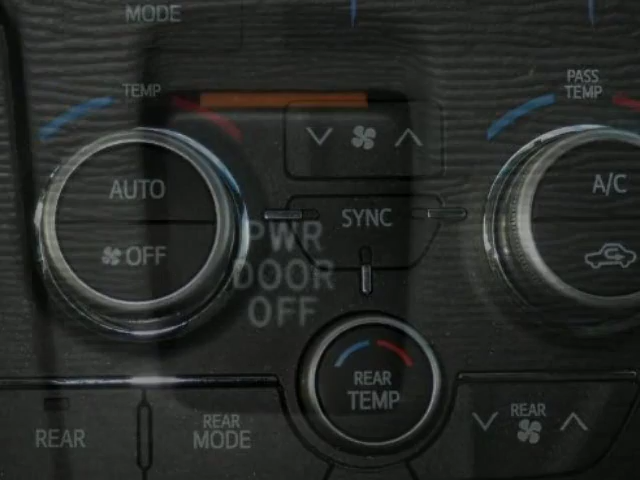 MODE
TEMP
PASS
TEMP
AUTO
OFF
SYNC
A/C
PWR
DOOR
OFF
REAR
TEMP
REAR
REAR
MODE
REAR